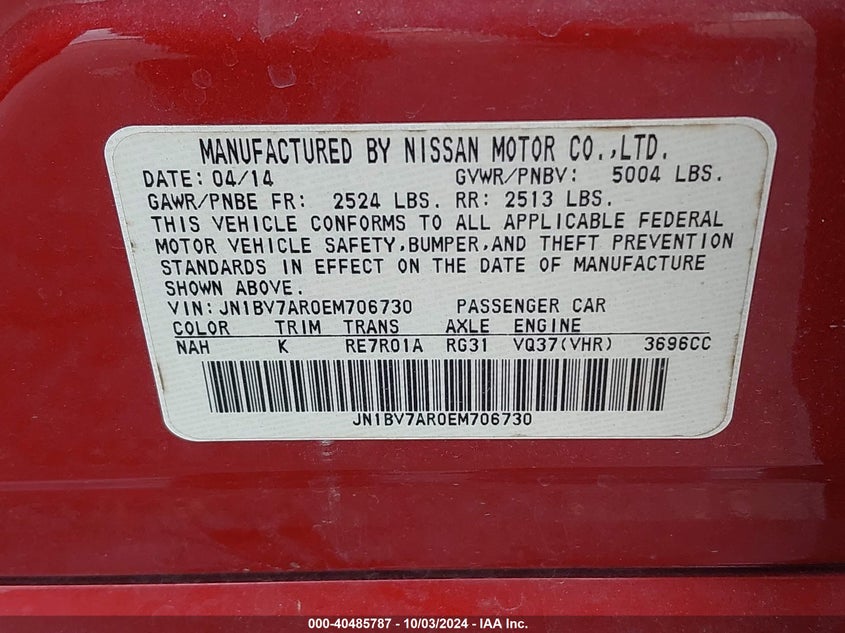 MANUFACTURED BY NISSAN MOTOR CO.,LTD.
DATE: 04/14 GVWR/PNBV: 5004 LBS.
GAWR/PNBE FR: 2524 LBS. RR: 2513 LBS.
THIS VEHICLE CONFORMS TO ALL APPLICABLE FEDERAL
MOTOR VEHICLE SAFETY,BUMPER,AND THEFT PREVENTION
STANDARDS IN EFFECT ON THE DATE OF MANUFACTURE
SHOWN ABOVE.
VIN: JN1BV7AR0EM706730 PASSENGER CAR
COLOR TRIM TRANS AXLE ENGINE
NAH K RE7R01A RG31 VQ37(VHR) 3696CC
JN1BV7AR0EM706730
000-40485787 - 10/03/2024 - IAA Inc.